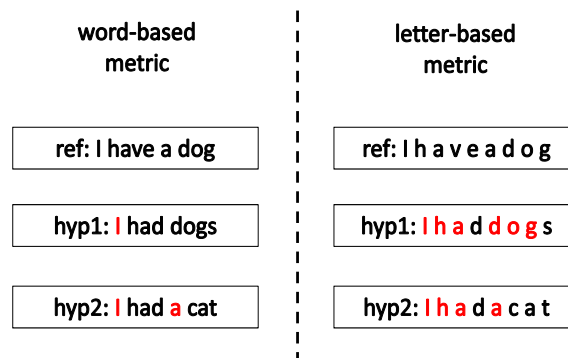 word-based
metric
ref: I have a dog
hyp1: I had dogs
hyp2: I had a cat
letter-based
metric
ref: I h a v e a d o g
hyp1: I h a d d o g s
hyp2: I h a d a c a t